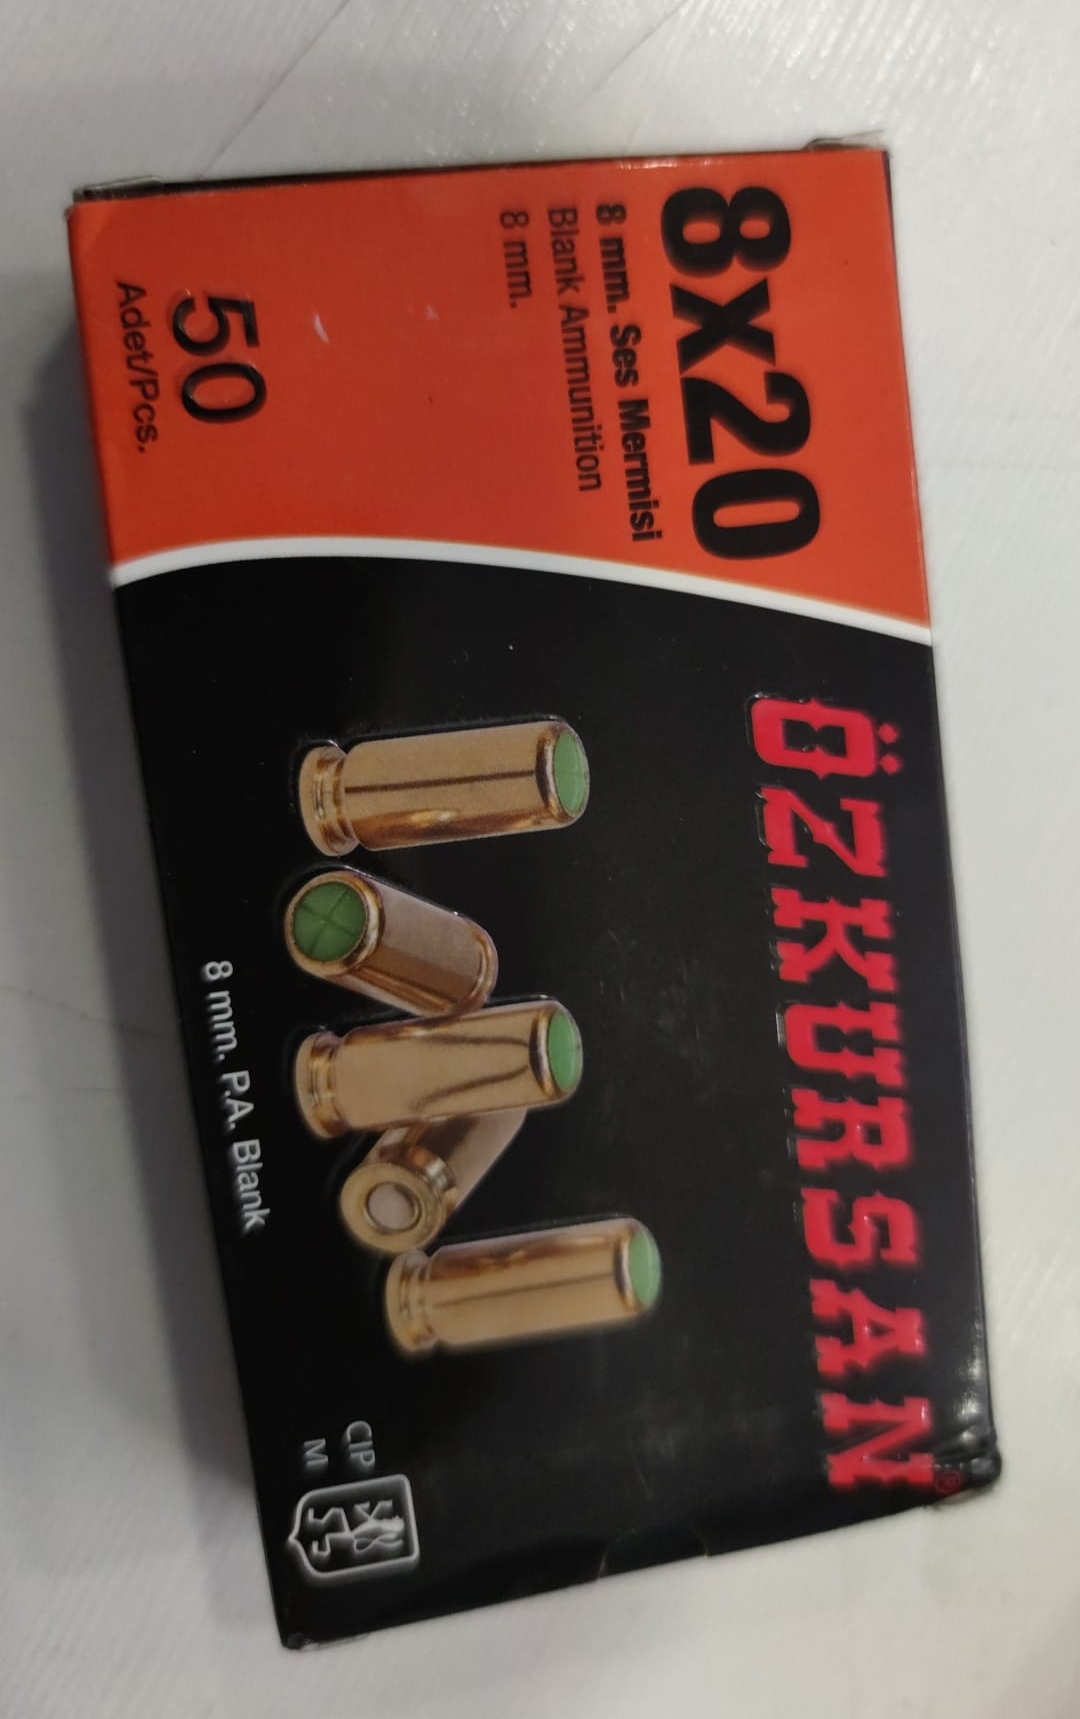 8x20
8 mm. Ses Mermisi
Blank Ammunition
8 mm.
50
Adet/Pcs.
ÖZKURSAN®
8 mm. P.A. Blank
CIP
M